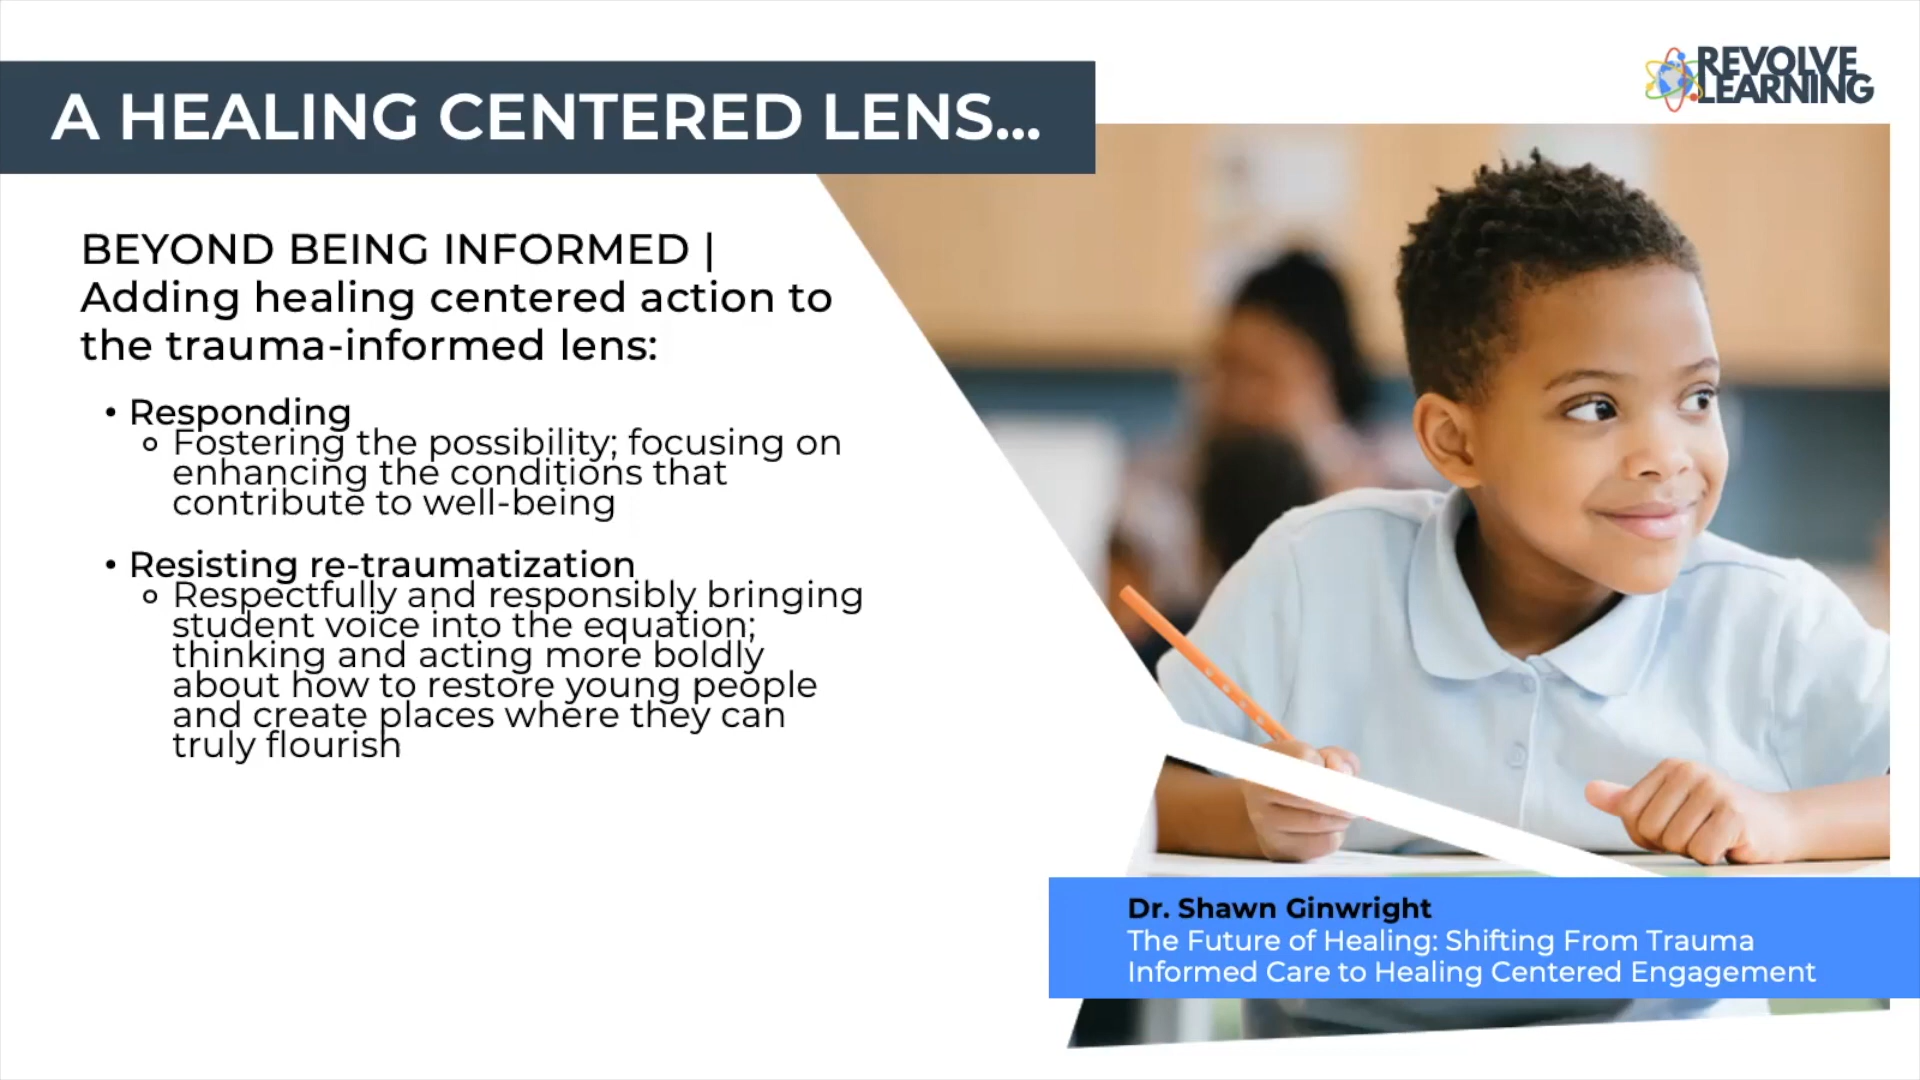 REVOLVE
LEARNING
A HEALING CENTERED LENS...
BEYOND BEING INFORMED |
Adding healing centered action to
the trauma-informed lens:
• Responding
Fostering the possibility; focusing on
enhancing the conditions that
contribute to well-being
• Resisting re-traumatization
Respectfully and responsibly bringing
student voice into the equation;
thinking and acting more boldly
about how to restore young people
and create places where they can
truly flourish
Dr. Shawn Ginwright
The Future of Healing: Shifting From Trauma
Informed Care to Healing Centered Engagement